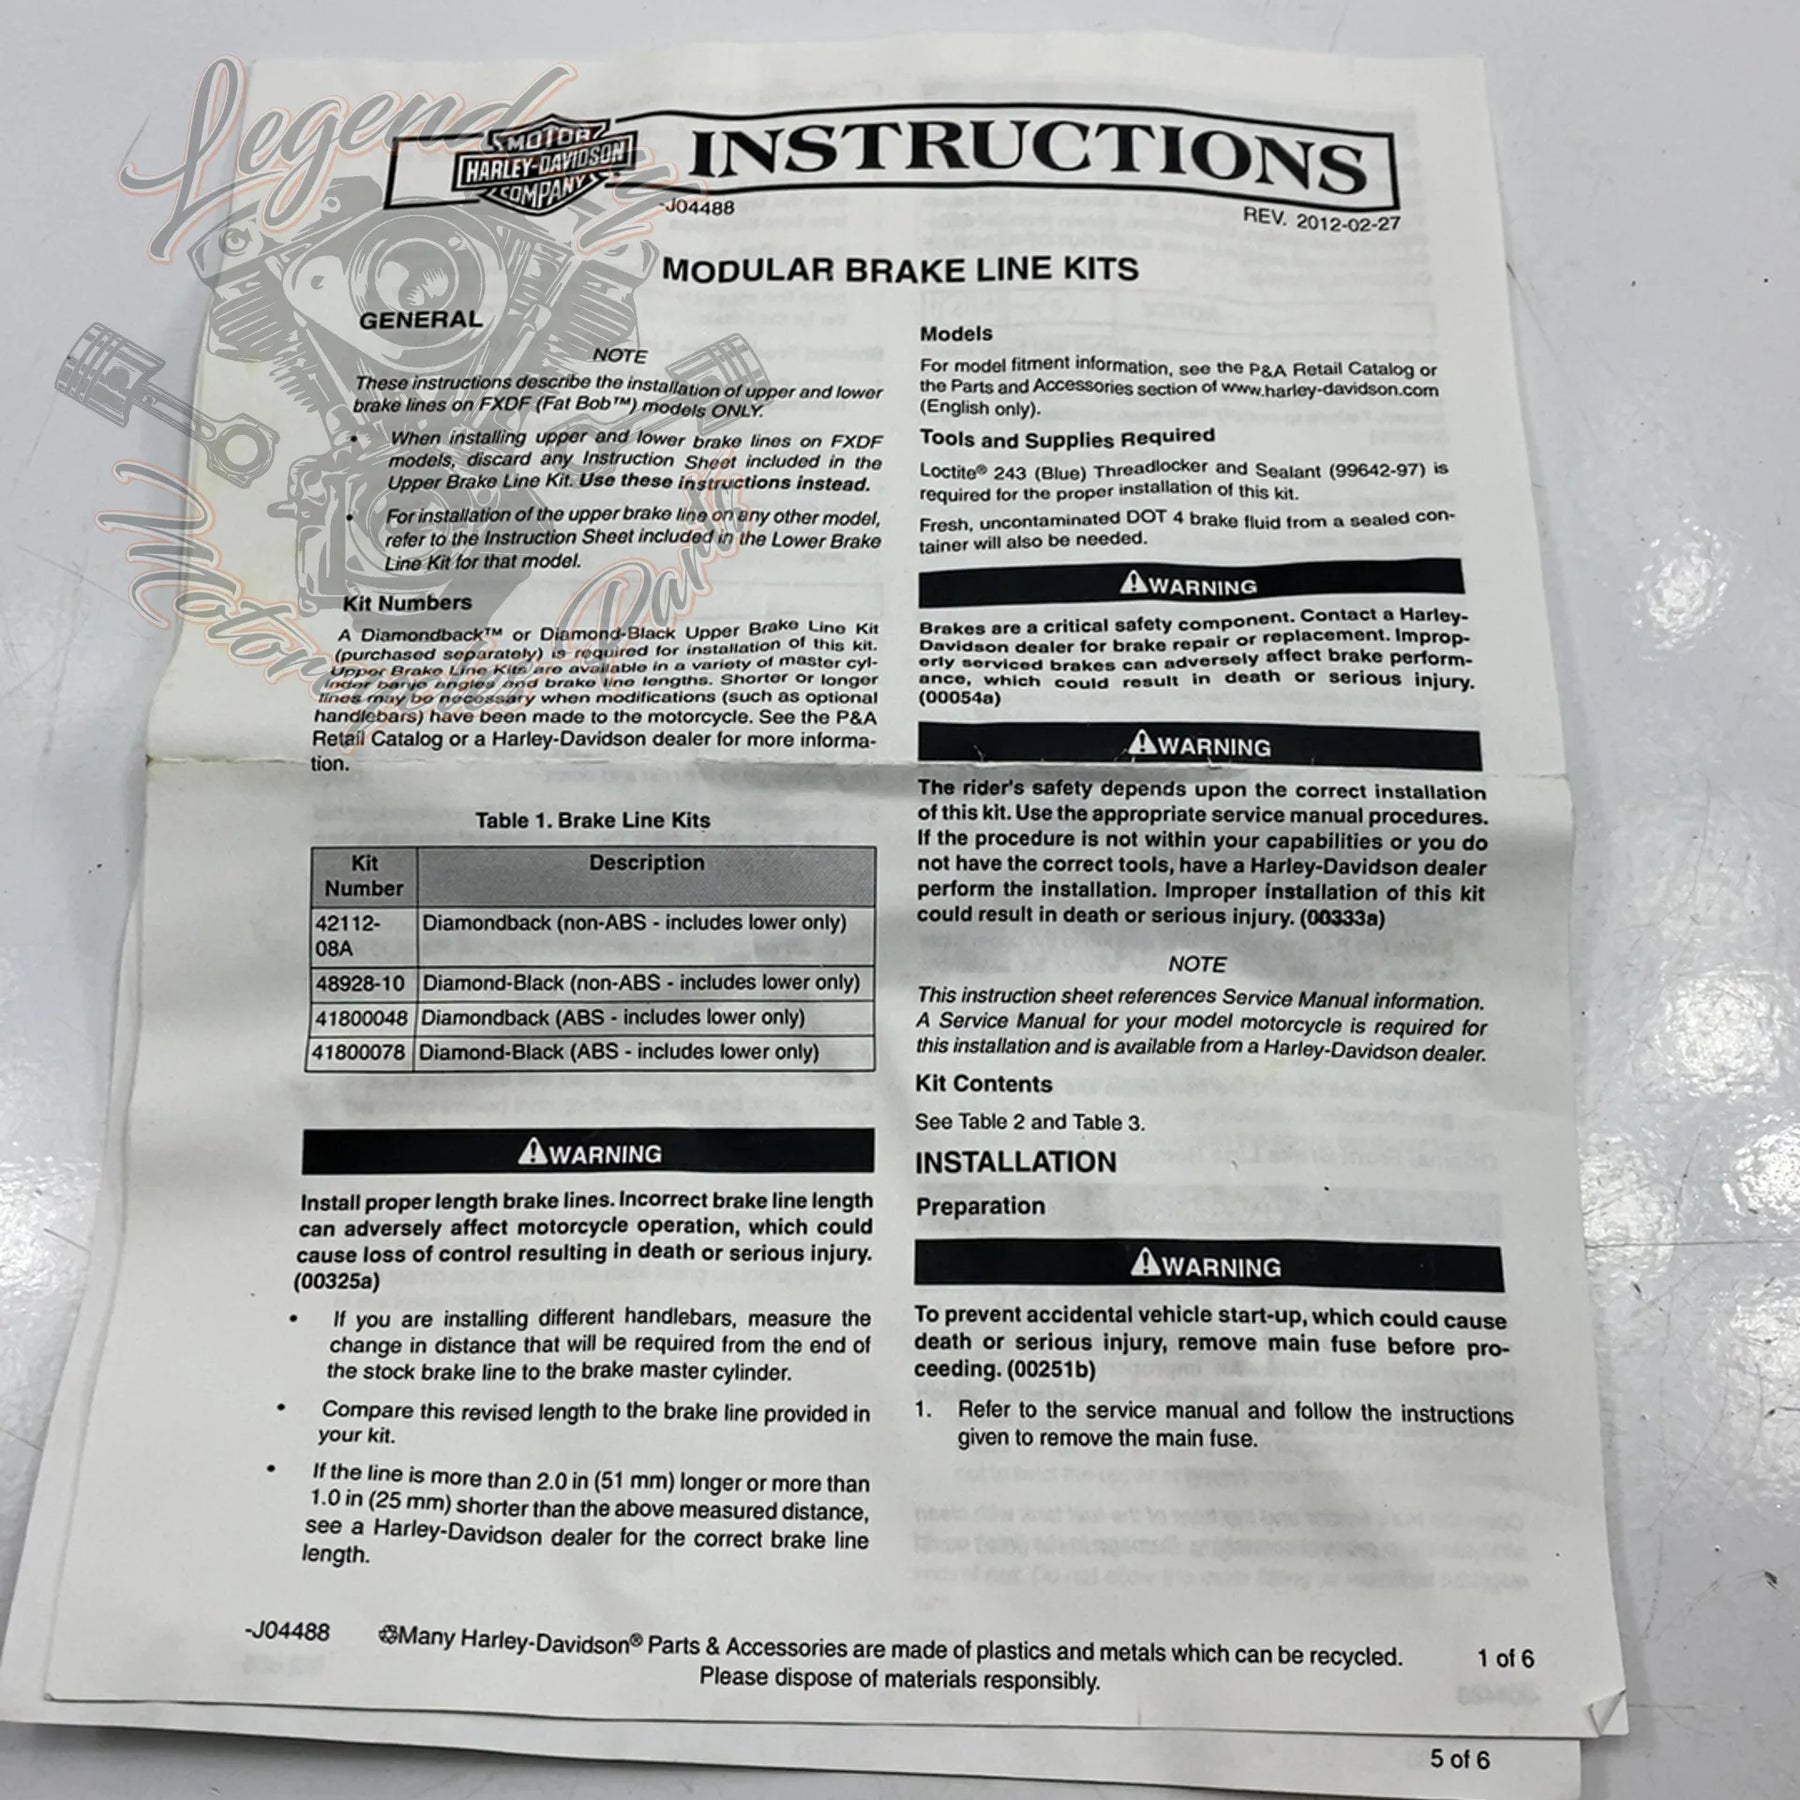 Legend
Motorcycles Parts
MOTOR
HARLEY-DAVIDSON
COMPANY
INSTRUCTIONS
-J04488
REV. 2012-02-27
MODULAR BRAKE LINE KITS
GENERAL
NOTE
These instructions describe the installation of upper and lower
brake lines on FXDF (Fat Bob™) models ONLY.
• When installing upper and lower brake lines on FXDF
models, discard any Instruction Sheet included in the
Upper Brake Line Kit. Use these instructions instead.
• For installation of the upper brake line on any other model,
refer to the Instruction Sheet included in the Lower Brake
Line Kit for that model.
Kit Numbers
A Diamondback™ or Diamond-Black Upper Brake Line Kit
(purchased separately) is required for installation of this kit.
Upper Brake Line Kits are available in a variety of master cyl-
inder banjo angles and brake line lengths. Shorter or longer
lines may be necessary when modifications (such as optional
handlebars) have been made to the motorcycle. See the P&A
Retail Catalog or a Harley-Davidson dealer for more informa-
tion.
Table 1. Brake Line Kits
Kit
Number
Description
42112-
08A
Diamondback (non-ABS - includes lower only)
48928-10 Diamond-Black (non-ABS - includes lower only)
41800048 Diamondback (ABS - includes lower only)
41800078 Diamond-Black (ABS - includes lower only)
⚠WARNING
Install proper length brake lines. Incorrect brake line length
can adversely affect motorcycle operation, which could
cause loss of control resulting in death or serious injury.
(00325a)
• If you are installing different handlebars, measure the
change in distance that will be required from the end of
the stock brake line to the brake master cylinder.
• Compare this revised length to the brake line provided in
your kit.
• If the line is more than 2.0 in (51 mm) longer or more than
1.0 in (25 mm) shorter than the above measured distance,
see a Harley-Davidson dealer for the correct brake line
length.
Models
For model fitment information, see the P&A Retail Catalog or
the Parts and Accessories section of www.harley-davidson.com
(English only).
Tools and Supplies Required
Loctite® 243 (Blue) Threadlocker and Sealant (99642-97) is
required for the proper installation of this kit.
Fresh, uncontaminated DOT 4 brake fluid from a sealed con-
tainer will also be needed.
⚠WARNING
Brakes are a critical safety component. Contact a Harley-
Davidson dealer for brake repair or replacement. Improp-
erly serviced brakes can adversely affect brake perform-
ance, which could result in death or serious injury.
(00054a)
⚠WARNING
The rider's safety depends upon the correct installation
of this kit. Use the appropriate service manual procedures.
If the procedure is not within your capabilities or you do
not have the correct tools, have a Harley-Davidson dealer
perform the installation. Improper installation of this kit
could result in death or serious injury. (00333a)
NOTE
This instruction sheet references Service Manual information.
A Service Manual for your model motorcycle is required for
this installation and is available from a Harley-Davidson dealer.
Kit Contents
See Table 2 and Table 3.
INSTALLATION
Preparation
⚠WARNING
To prevent accidental vehicle start-up, which could cause
death or serious injury, remove main fuse before pro-
ceeding. (00251b)
1. Refer to the service manual and follow the instructions
given to remove the main fuse.
-J04488
♲Many Harley-Davidson® Parts & Accessories are made of plastics and metals which can be recycled.
Please dispose of materials responsibly.
1 of 6
5 of 6